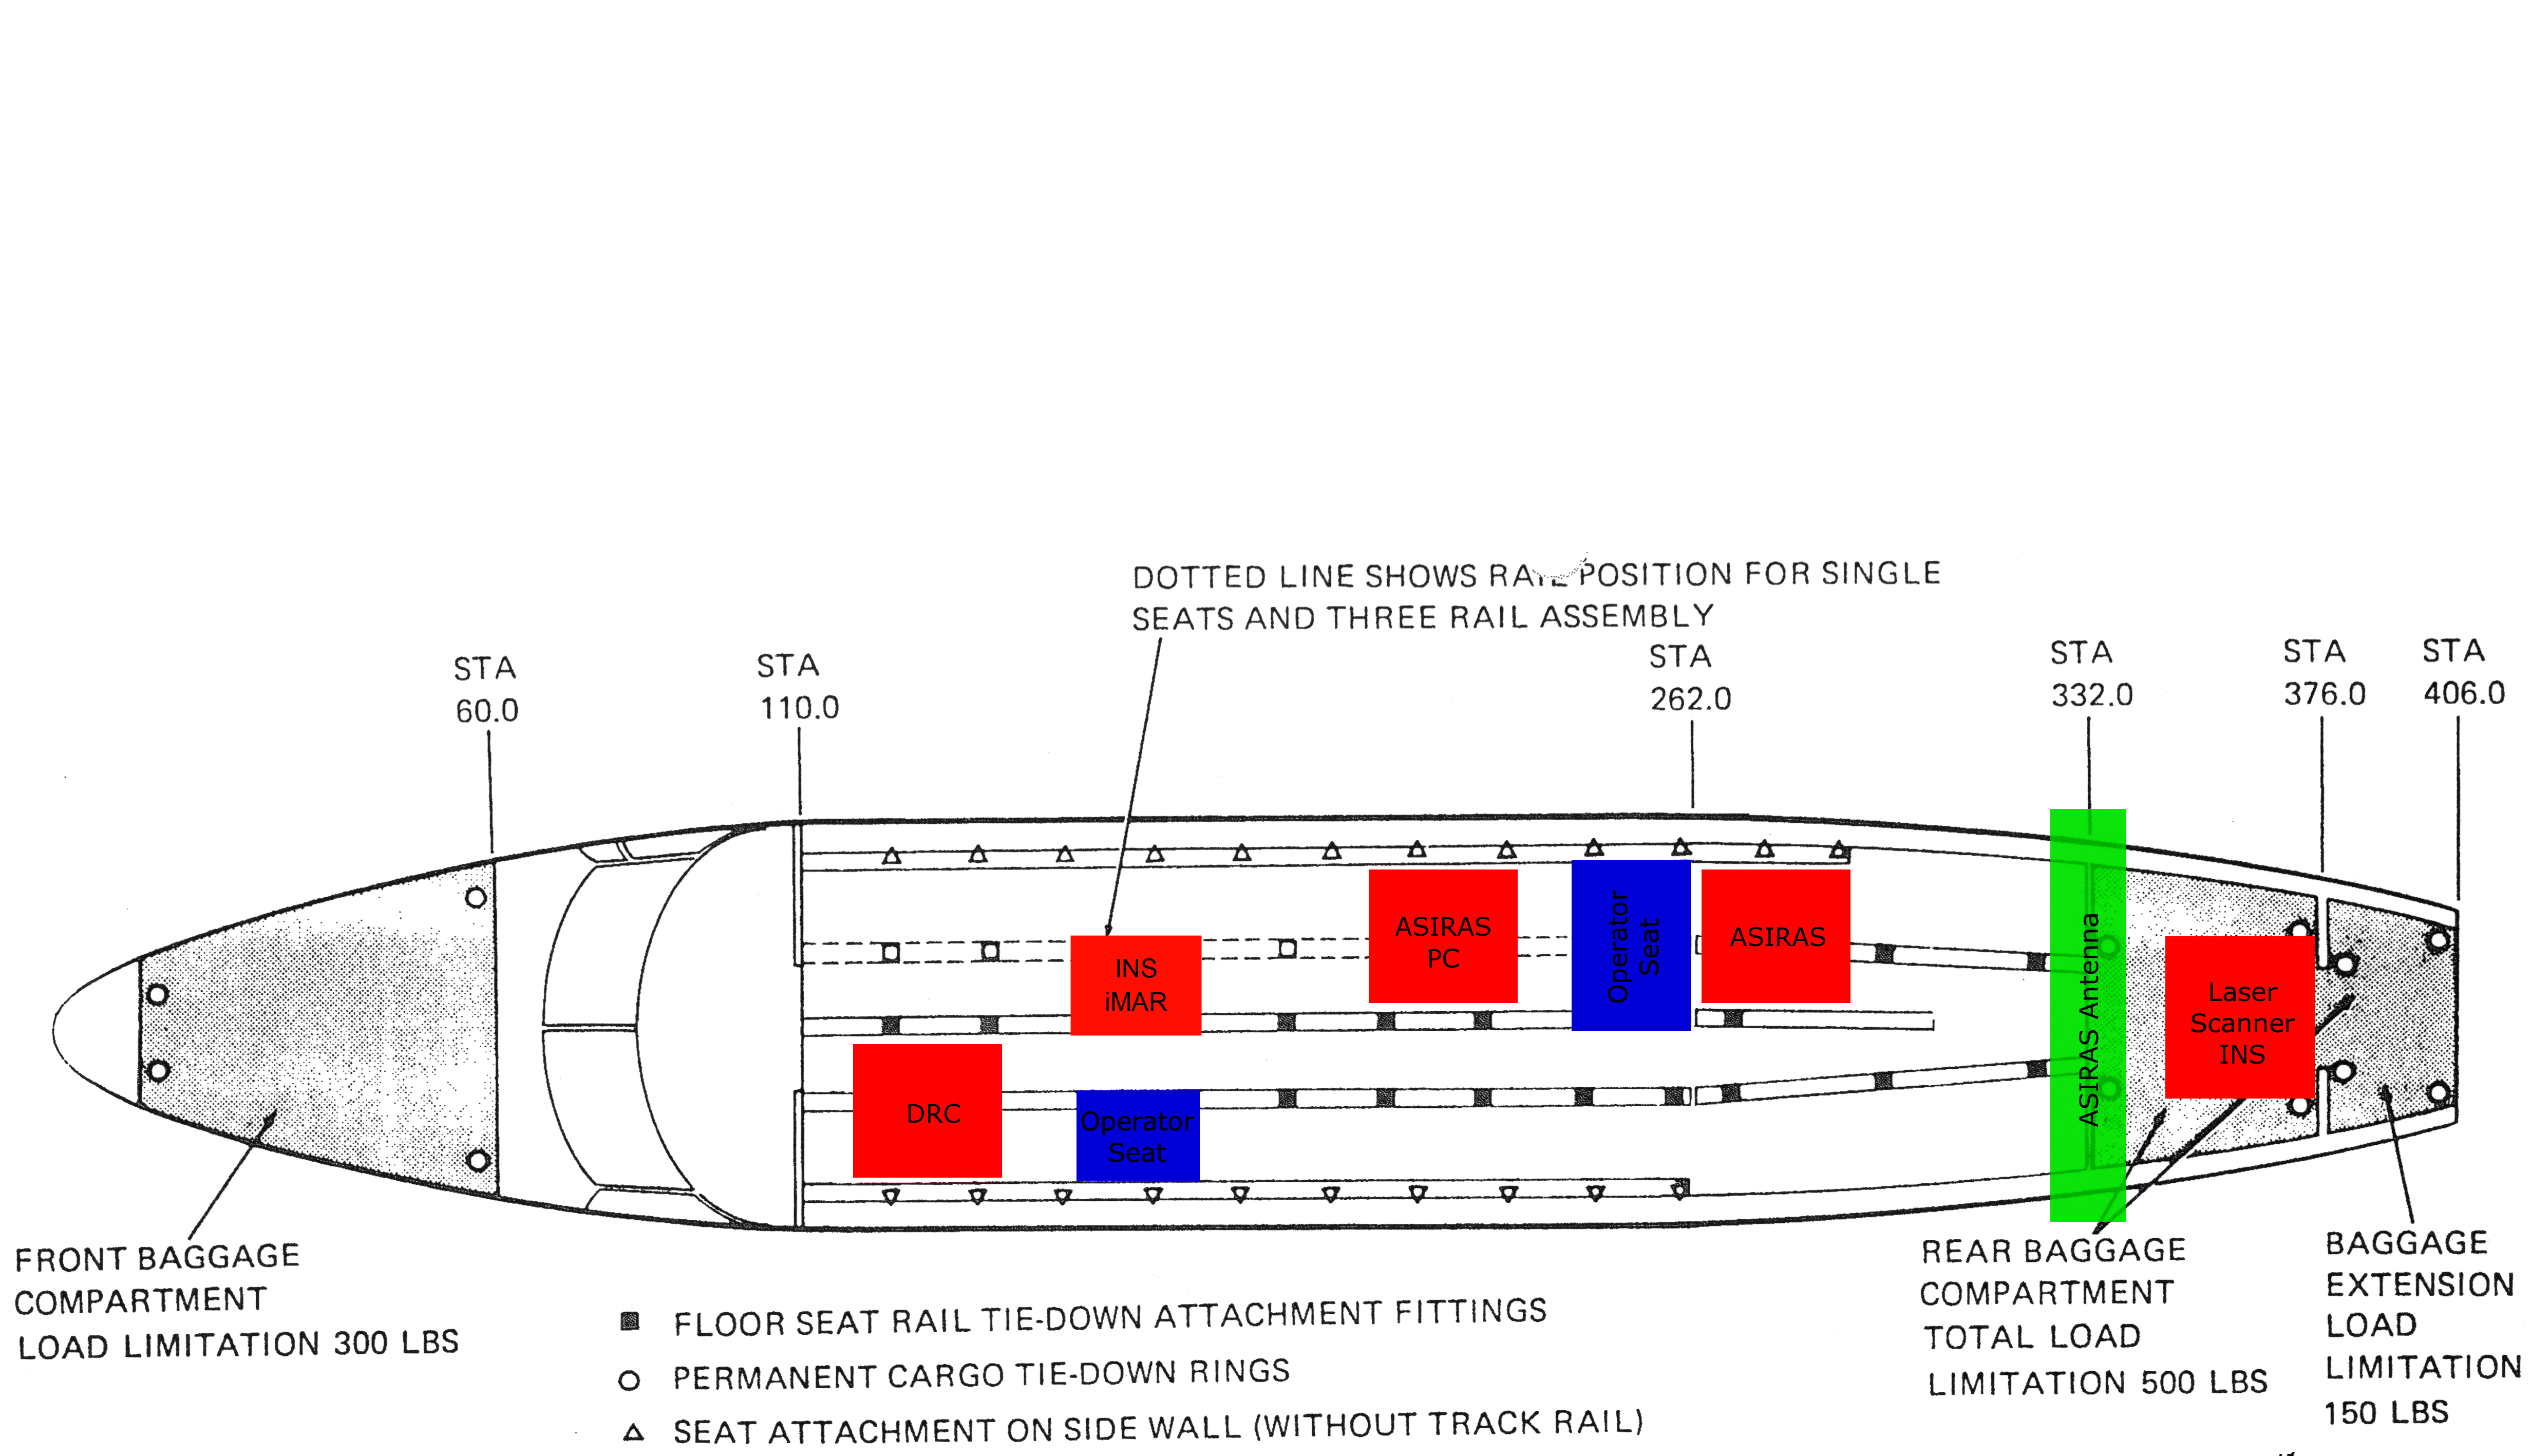 DOTTED LINE SHOWS RAIL POSITION FOR SINGLE
SEATS AND THREE RAIL ASSEMBLY
STA
60.0
STA
110.0
STA
262.0
STA
332.0
STA
376.0
STA
406.0
INS
iMAR
ASIRAS
PC
Operator
Seat
ASIRAS
ASIRAS Antenna
Laser
Scanner
INS
DRC
Operator
Seat
FRONT BAGGAGE
COMPARTMENT
LOAD LIMITATION 300 LBS
REAR BAGGAGE
COMPARTMENT
TOTAL LOAD
LIMITATION 500 LBS
BAGGAGE
EXTENSION
LOAD
LIMITATION
150 LBS
FLOOR SEAT RAIL TIE-DOWN ATTACHMENT FITTINGS
PERMANENT CARGO TIE-DOWN RINGS
SEAT ATTACHMENT ON SIDE WALL (WITHOUT TRACK RAIL)